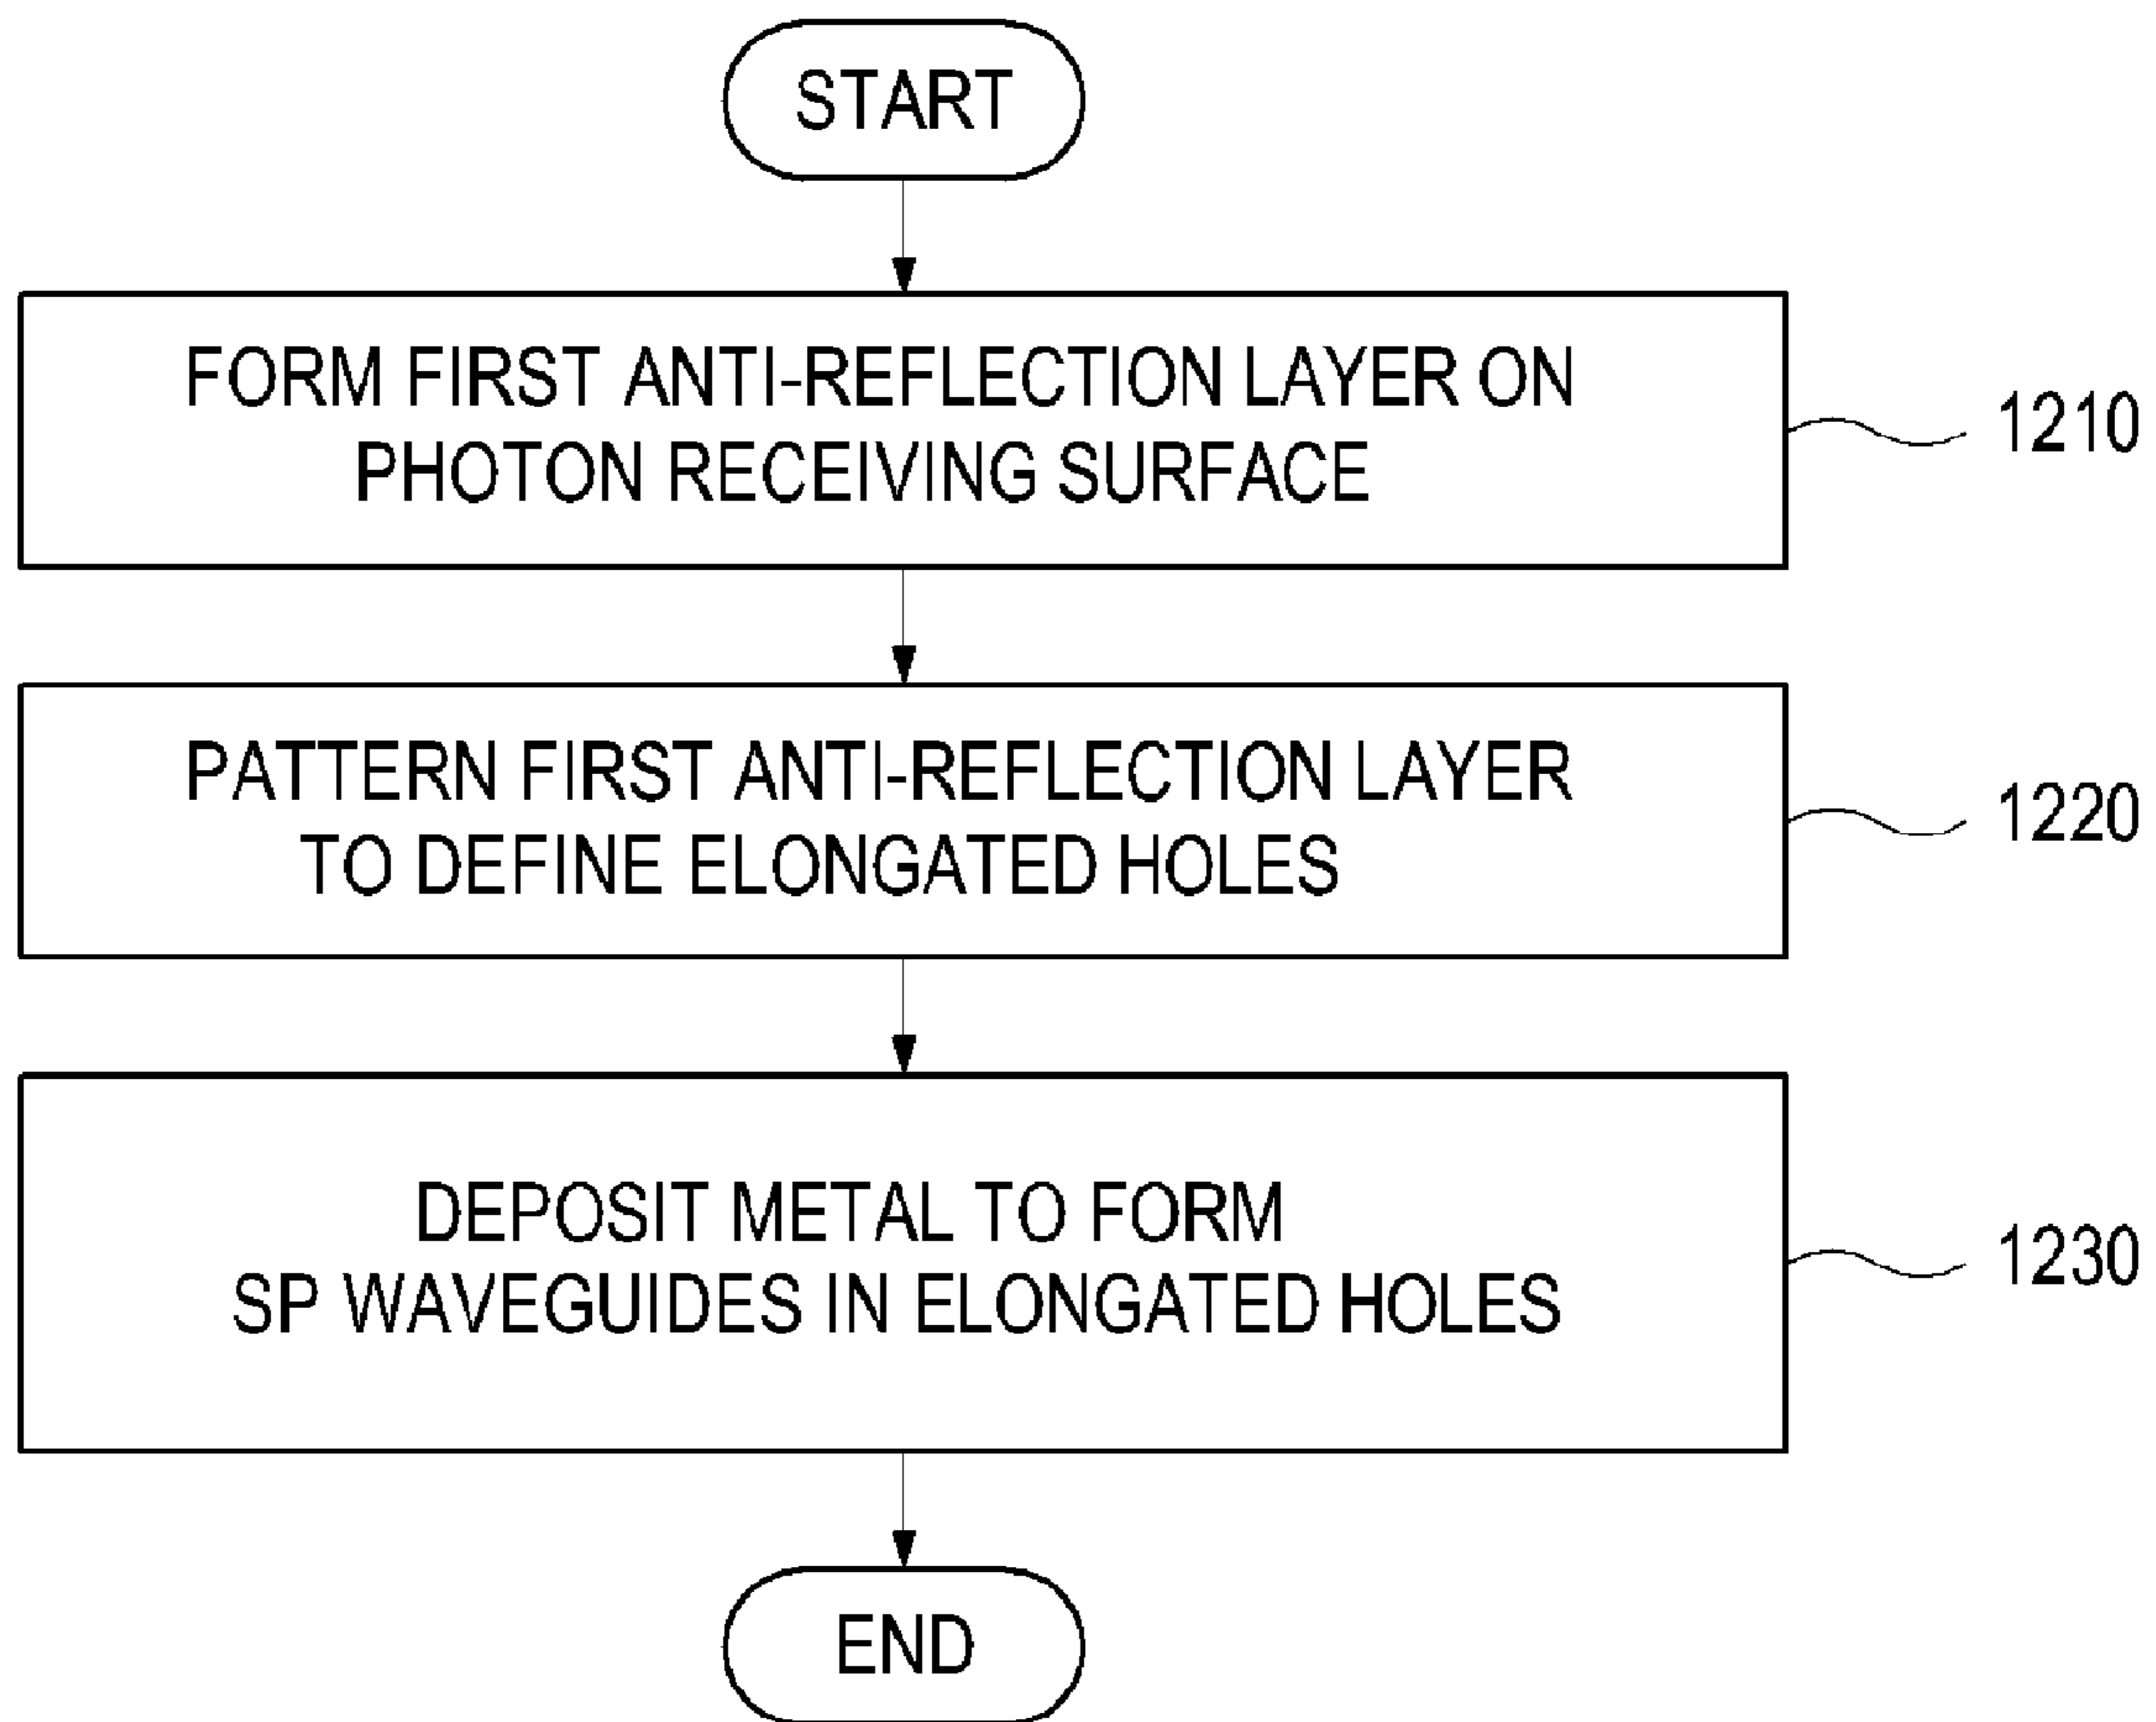 START
FORM FIRST ANTI-REFLECTION LAYER ON
PHOTON RECEIVING SURFACE
1210
PATTERN FIRST ANTI-REFLECTION LAYER
TO DEFINE ELONGATED HOLES
1220
DEPOSIT METAL TO FORM
SP WAVEGUIDES IN ELONGATED HOLES
1230
END